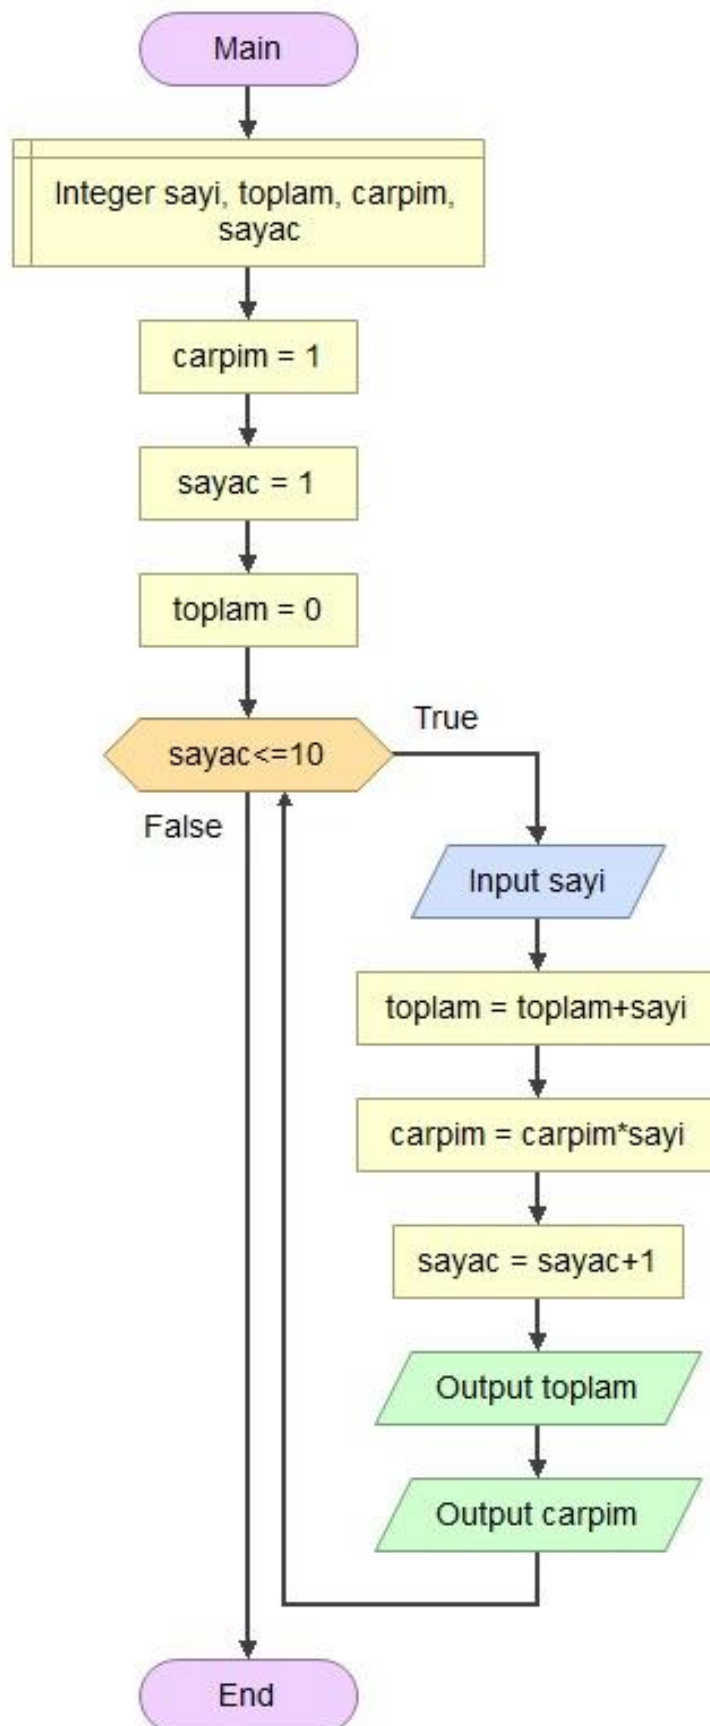 Main
Integer sayi, toplam, carpim,
sayac
carpim = 1
sayac = 1
toplam = 0
sayac<=10
True
False
Input sayi
toplam = toplam+sayi
carpim = carpim*sayi
sayac = sayac+1
Output toplam
Output carpim
End